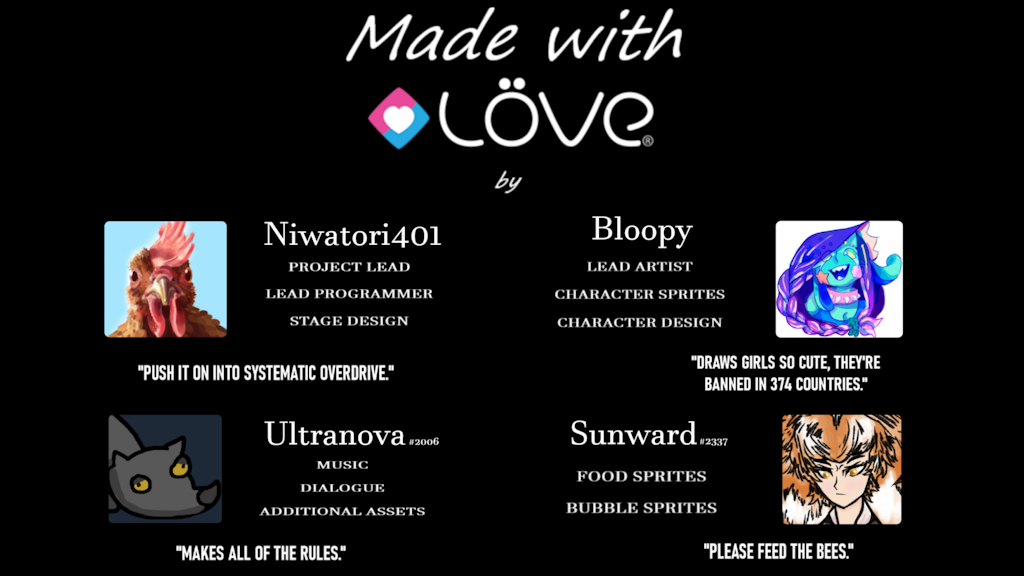 Made with
LÖVE®
by
Niwatori401
PROJECT LEAD
LEAD PROGRAMMER
STAGE DESIGN
"PUSH IT ON INTO SYSTEMATIC OVERDRIVE."
Bloopy
LEAD ARTIST
CHARACTER SPRITES
CHARACTER DESIGN
"DRAWS GIRLS SO CUTE, THEY'RE
BANNED IN 374 COUNTRIES."
Ultranova #2006
MUSIC
DIALOGUE
ADDITIONAL ASSETS
"MAKES ALL OF THE RULES."
Sunward #2337
FOOD SPRITES
BUBBLE SPRITES
"PLEASE FEED THE BEES."